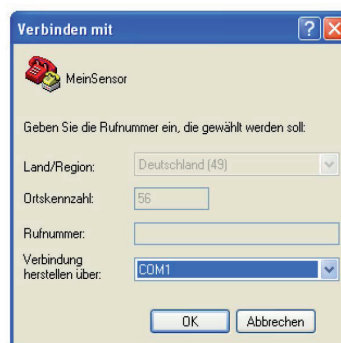 Verbinden mit
MeinSensor
Geben Sie die Rufnummer ein, die gewählt werden soll:
Land/Region: Deutschland (49)
Ortskennzahl: 56
Rufnummer:
Verbindung
herstellen über: COM1
OK Abbrechen